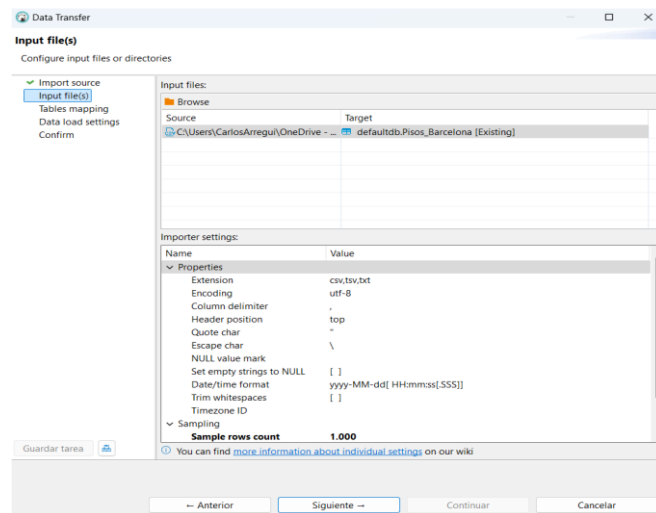 Data Transfer
Input file(s)
Configure input files or directories
Import source
Input file(s)
Tables mapping
Data load settings
Confirm
Input files:
Browse
Source Target
C:\Users\CarlosArregui\OneDrive - ... defaultdb.Pisos_Barcelona [Existing]
Importer settings:
Name Value
Properties
Extension csv,tsv,txt
Encoding utf-8
Column delimiter ,
Header position top
Quote char "
Escape char \
NULL value mark
Set empty strings to NULL [ ]
Date/time format yyyy-MM-dd[ HH:mm:ss[.SSS]]
Trim whitespaces [ ]
Timezone ID
Sampling
Sample rows count 1.000
Guardar tarea
You can find more information about individual settings on our wiki
← Anterior Siguiente → Continuar Cancelar